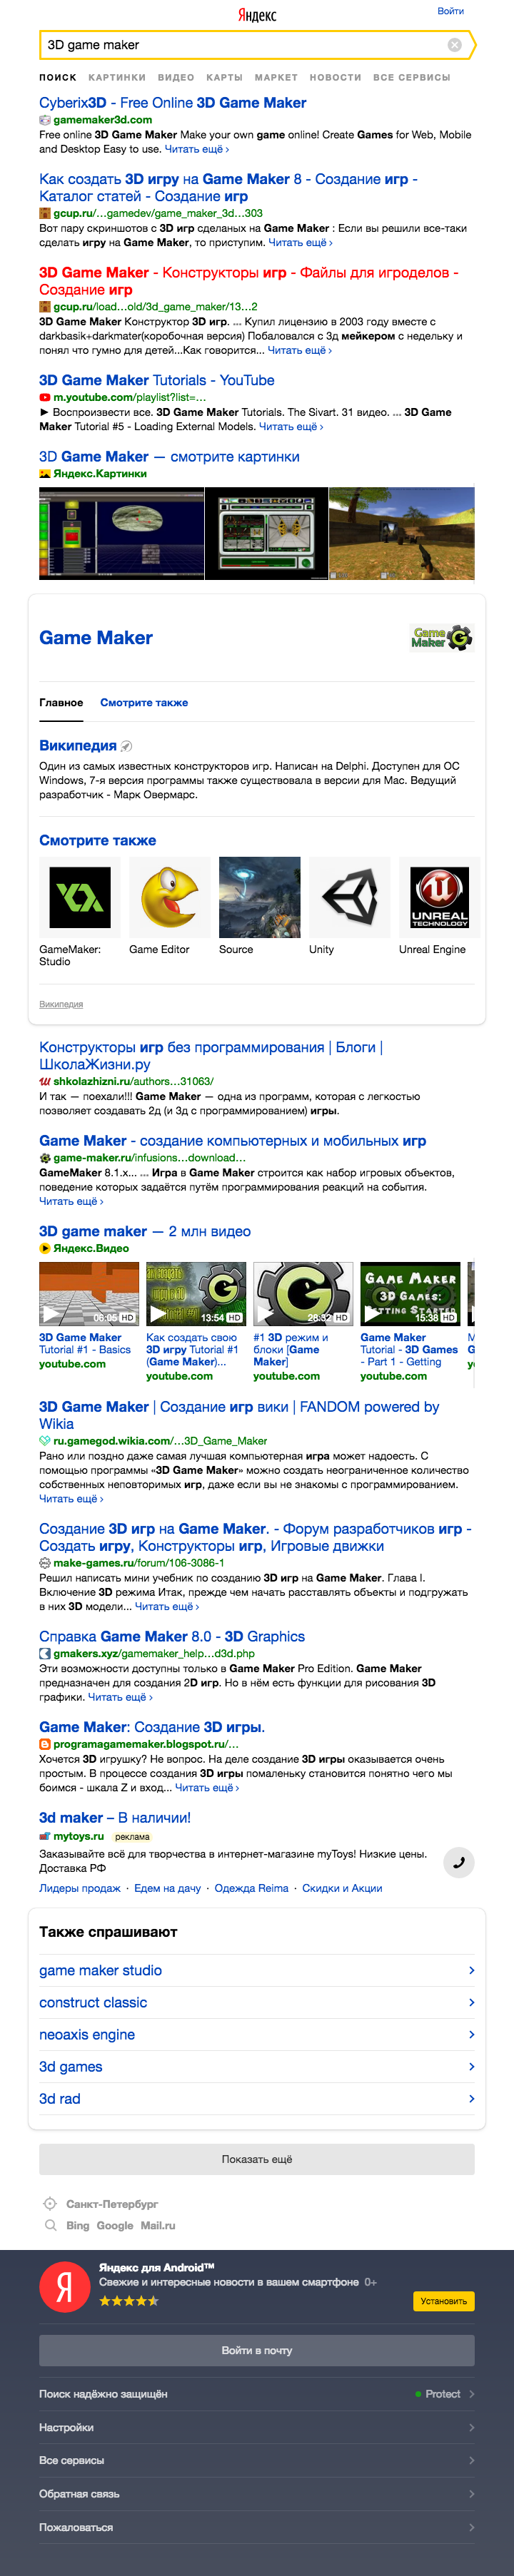 Яндекс
Войти
3D game maker
ПОИСК КАРТИНКИ ВИДЕО КАРТЫ МАРКЕТ НОВОСТИ ВСЕ СЕРВИСЫ
Cyberix3D - Free Online 3D Game Maker
gamemaker3d.com
Free online 3D Game Maker Make your own game online! Create Games for Web, Mobile
and Desktop Easy to use. Читать ещё ›
Как создать 3D игру на Game Maker 8 - Создание игр -
Каталог статей - Создание игр
gcup.ru/…gamedev/game_maker_3d…303
Вот пару скриншотов с 3D игр сделаных на Game Maker : Если вы решили все-таки
сделать игру на Game Maker, то приступим. Читать ещё ›
3D Game Maker - Конструкторы игр - Файлы для игроделов -
Создание игр
gcup.ru/load…old/3d_game_maker/13…2
3D Game Maker Конструктор 3D игр. ... Купил лицензию в 2003 году вместе с
darkbasik+darkmater(коробочная версия) Побаловался с 3д мейкером с недельку и
понял что гумно для детей...Как говорится... Читать ещё ›
3D Game Maker Tutorials - YouTube
m.youtube.com/playlist?list=…
► Воспроизвести все. 3D Game Maker Tutorials. The Sivart. 31 видео. ... 3D Game
Maker Tutorial #5 - Loading External Models. Читать ещё ›
3D Game Maker — смотрите картинки
Яндекс.Картинки
Game Maker
Game
Maker
Главное Смотрите также
Википедия
Один из самых известных конструкторов игр. Написан на Delphi. Доступен для ОС
Windows, 7-я версия программы также существовала в версии для Mac. Ведущий
разработчик - Марк Овермарс.
Смотрите также
UNREAL
TECHNOLOGY
GameMaker:
Studio
Game Editor
Source
Unity
Unreal Engine
Википедия
Конструкторы игр без программирования | Блоги |
ШколаЖизни.ру
shkolazhizni.ru/authors…31063/
И так — поехали!!! Game Maker — одна из программ, которая с легкостью
позволяет создавать 2д (и 3д с программированием) игры.
Game Maker - создание компьютерных и мобильных игр
game-maker.ru/infusions…download…
GameMaker 8.1.x... ... Игра в Game Maker строится как набор игровых объектов,
поведение которых задаётся путём программирования реакций на события.
Читать ещё ›
3D game maker — 2 млн видео
Яндекс.Видео
06:05 HD
13:54 HD
28:32 HD
GAME MAKER
3D GAMES:
GETTING STARTED
15:38 HD
3D Game Maker
Tutorial #1 - Basics
youtube.com
Как создать свою
3D игру Tutorial #1
(Game Maker)...
youtube.com
#1 3D режим и
блоки [Game
Maker]
youtube.com
Game Maker
Tutorial - 3D Games
- Part 1 - Getting
youtube.com
3D Game Maker | Создание игр вики | FANDOM powered by
Wikia
ru.gamegod.wikia.com/…3D_Game_Maker
Рано или поздно даже самая лучшая компьютерная игра может надоесть. С
помощью программы «3D Game Maker» можно создать неограниченное количество
собственных неповторимых игр, даже если вы не знакомы с программированием.
Читать ещё ›
Создание 3D игр на Game Maker. - Форум разработчиков игр -
Создать игру, Конструкторы игр, Игровые движки
make-games.ru/forum/106-3086-1
Решил написать мини учебник по созданию 3D игр на Game Maker. Глава I.
Включение 3D режима Итак, прежде чем начать расставлять объекты и подгружать
в них 3D модели... Читать ещё ›
Справка Game Maker 8.0 - 3D Graphics
gmakers.xyz/gamemaker_help…d3d.php
Эти возможности доступны только в Game Maker Pro Edition. Game Maker
предназначен для создания 2D игр. Но в нём есть функции для рисования 3D
графики. Читать ещё ›
Game Maker: Создание 3D игры.
programagamemaker.blogspot.ru/…
Хочется 3D игрушку? Не вопрос. На деле создание 3D игры оказывается очень
простым. В процессе создания 3D игры помаленьку становится понятно чего мы
боимся - шкала Z и вход... Читать ещё ›
3d maker – В наличии!
mytoys.ru реклама
Заказывайте всё для творчества в интернет-магазине myToys! Низкие цены.
Доставка РФ
Лидеры продаж · Едем на дачу · Одежда Reima · Скидки и Акции
Также спрашивают
game maker studio
construct classic
neoaxis engine
3d games
3d rad
Показать ещё
Санкт-Петербург
Bing Google Mail.ru
Я
Яндекс для Android™
Свежие и интересные новости в вашем смартфоне 0+
Установить
Войти в почту
Поиск надёжно защищён Protect
Настройки
Все сервисы
Обратная связь
Пожаловаться